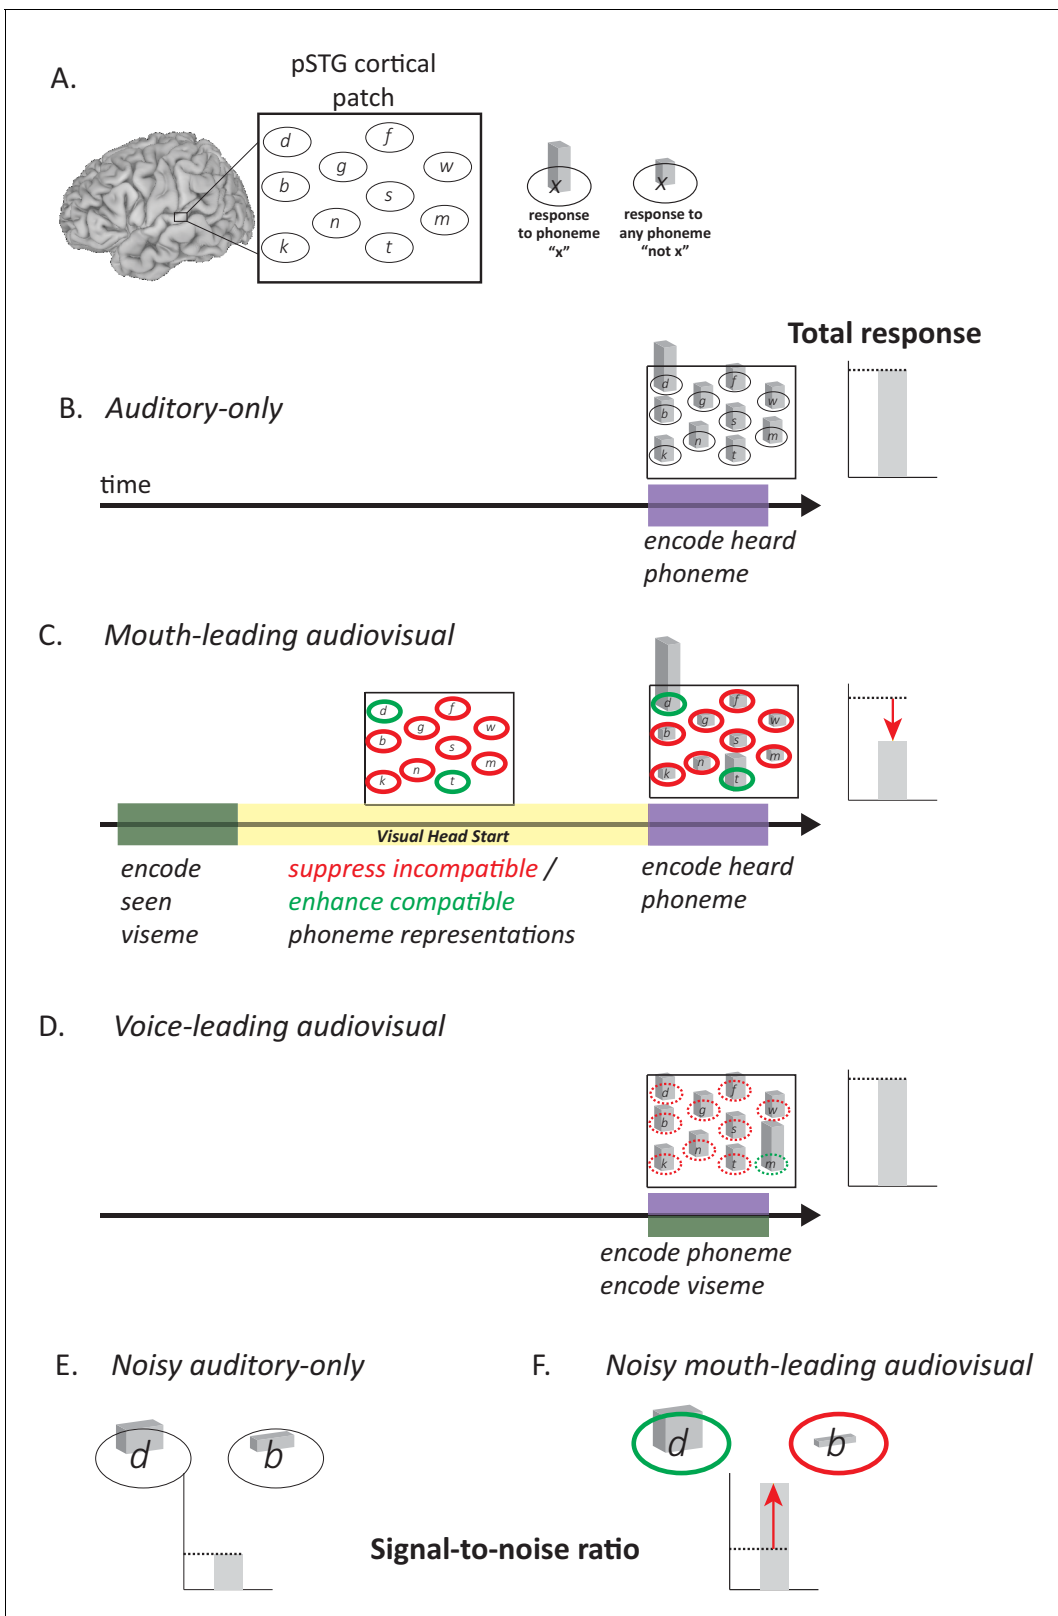 A.
pSTG cortical
patch
d
f
g
w
b
s
n
m
k
t
x
response
to phoneme
“x”
x
response to
any phoneme
“not x”
Total response
B. Auditory-only
d
f
g
w
b
s
n
m
k
t
time
encode heard
phoneme
C. Mouth-leading audiovisual
d
f
g
w
b
s
n
m
k
t
d
f
g
w
b
s
n
m
k
t
Visual Head Start
encode
seen
viseme
suppress incompatible /
enhance compatible
phoneme representations
encode heard
phoneme
D. Voice-leading audiovisual
d
f
g
w
b
s
n
k
t
m
encode phoneme
encode viseme
E. Noisy auditory-only
d
b
F. Noisy mouth-leading audiovisual
d
b
Signal-to-noise ratio